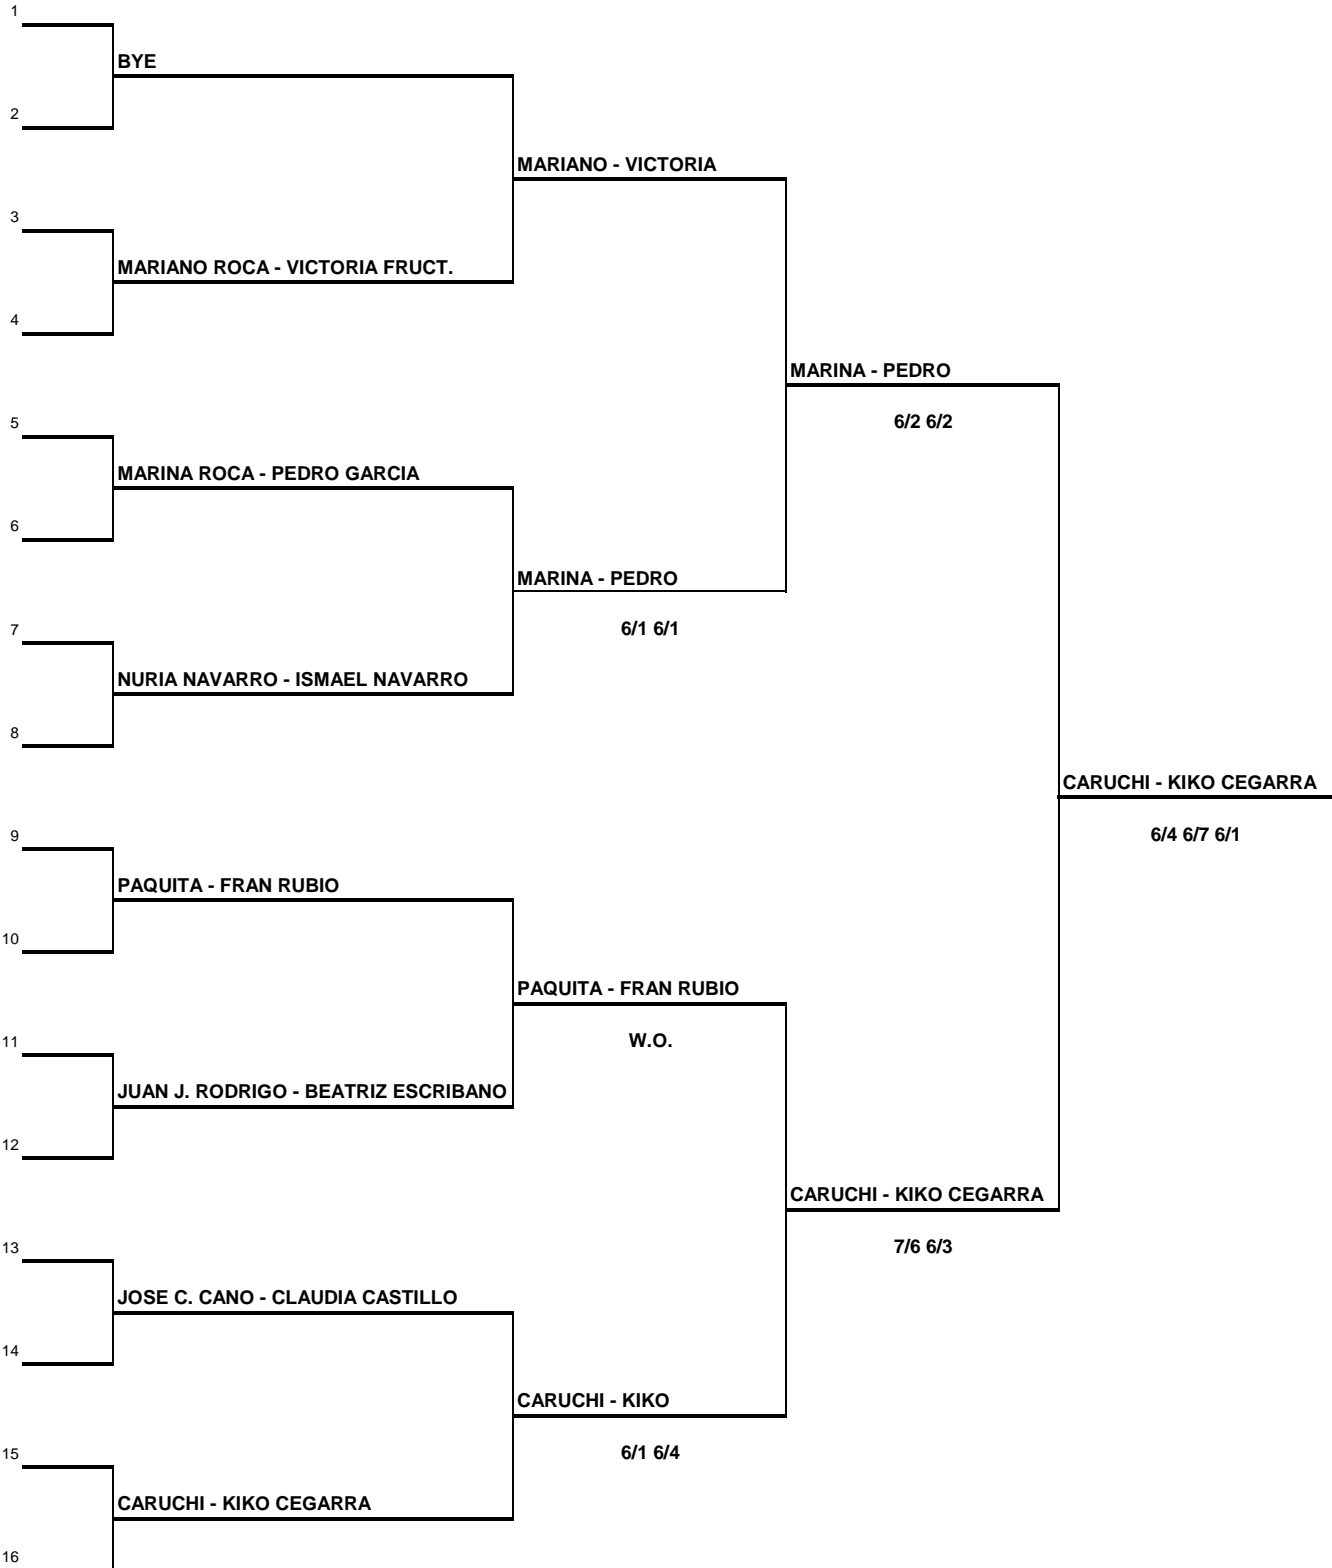 1
BYE
2
MARIANO - VICTORIA
3
MARIANO ROCA - VICTORIA FRUCT.
4
MARINA - PEDRO
6/2 6/2
5
MARINA ROCA - PEDRO GARCIA
6
MARINA - PEDRO
6/1 6/1
7
NURIA NAVARRO - ISMAEL NAVARRO
8
CARUCHI - KIKO CEGARRA
6/4 6/7 6/1
9
PAQUITA - FRAN RUBIO
10
PAQUITA - FRAN RUBIO
W.O.
11
JUAN J. RODRIGO - BEATRIZ ESCRIBANO
12
CARUCHI - KIKO CEGARRA
7/6 6/3
13
JOSE C. CANO - CLAUDIA CASTILLO
14
CARUCHI - KIKO
6/1 6/4
15
CARUCHI - KIKO CEGARRA
16